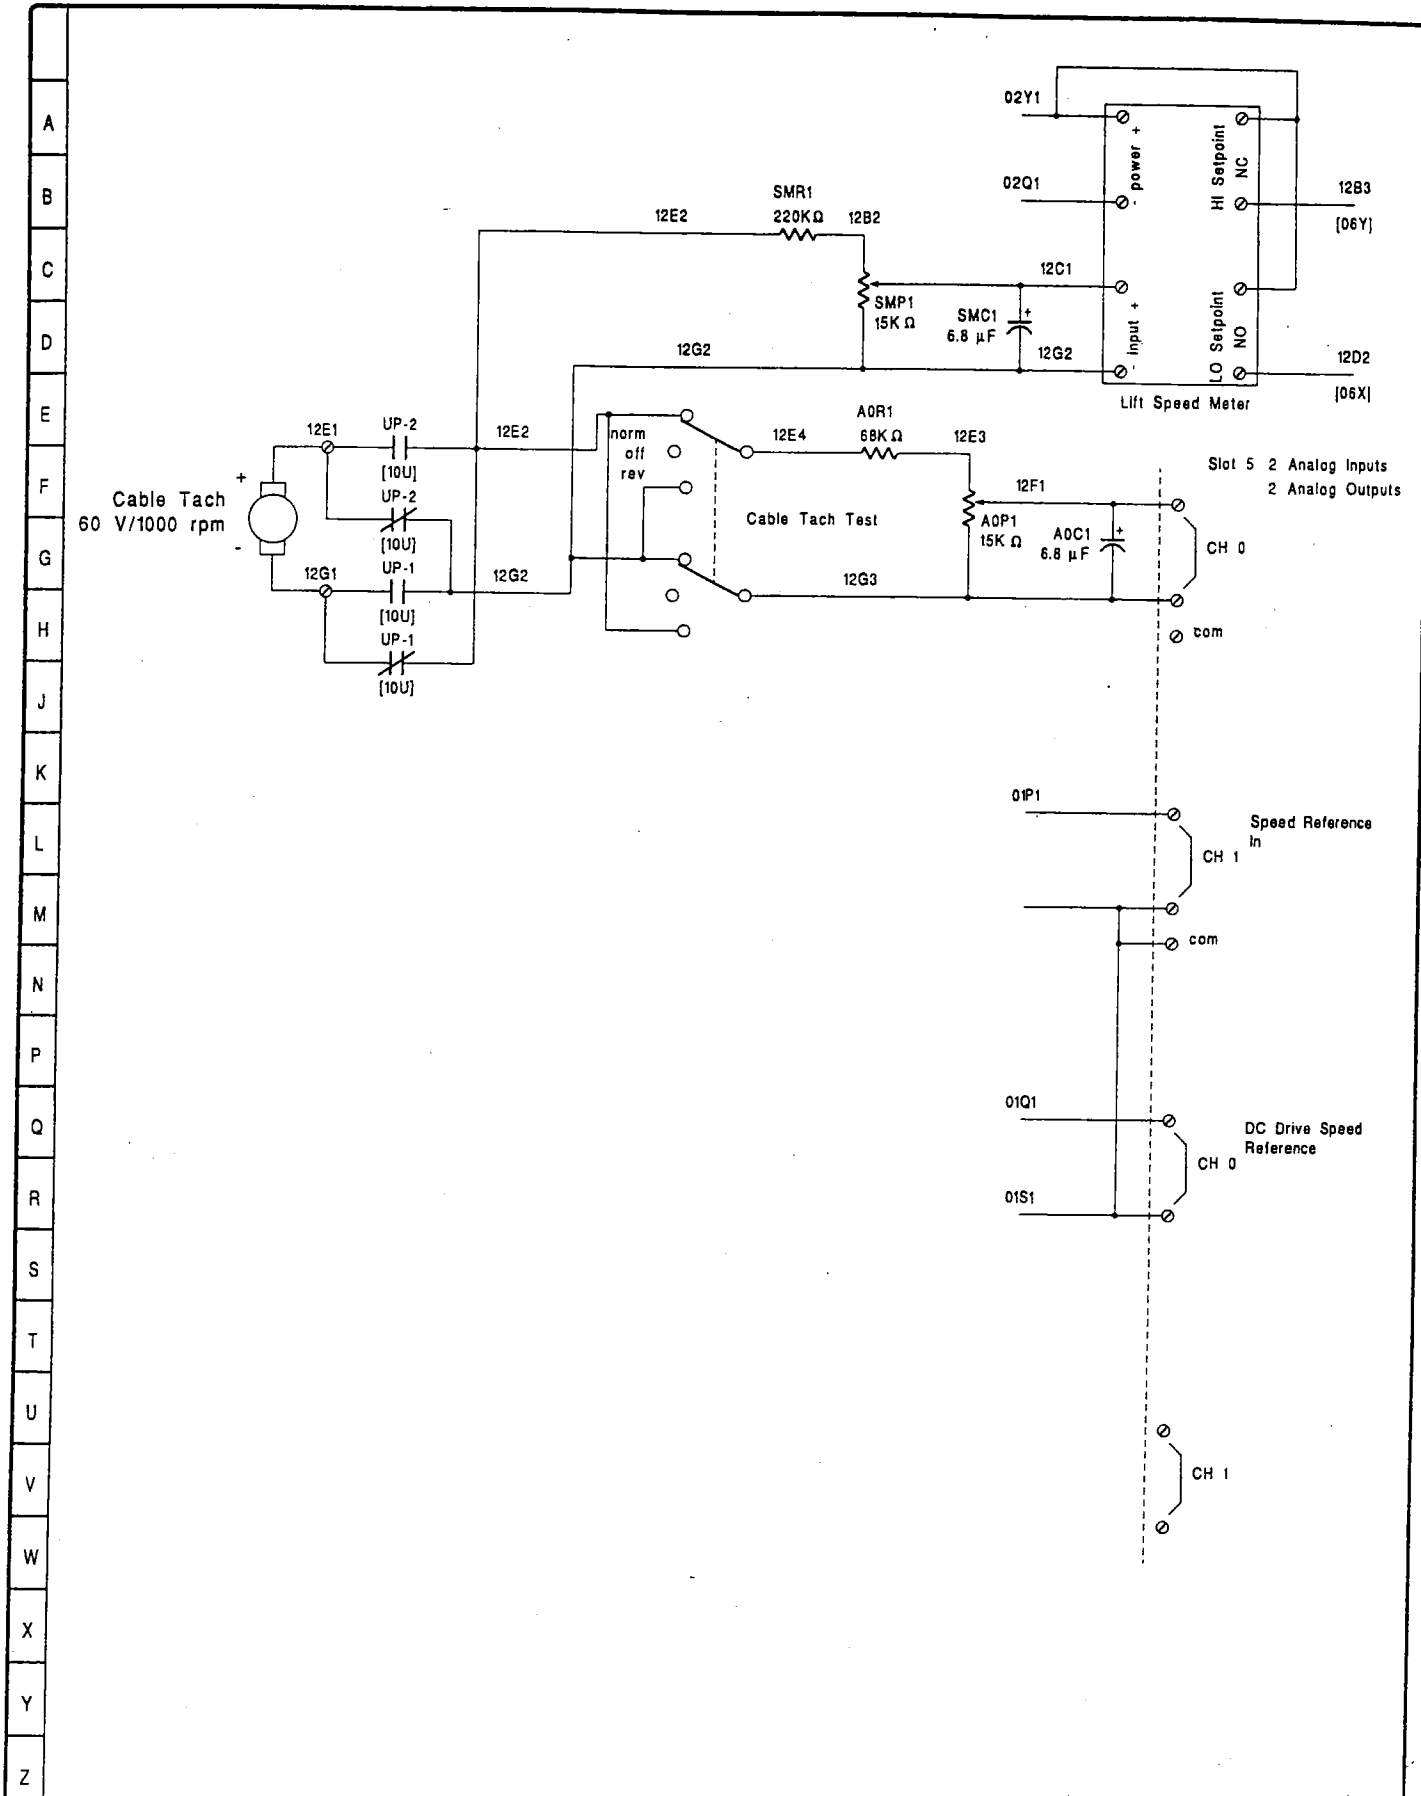 A
B
C
D
E
F
G
H
J
K
L
M
N
P
Q
R
S
T
U
V
W
X
Y
Z
02Y1
02Q1
- power +
HI Setpoint
NC
12B3
[06Y]
SMR1
220KΩ
12E2
12B2
12C1
SMP1
15KΩ
SMC1
+
6.8 µF
12G2
12G2
- input +
LO Setpoint
NO
12D2
[06X]
Lift Speed Meter
12E1
UP-2
[10U]
12E2
norm
off
rev
12E4
A0R1
68KΩ
12E3
Slot 5 2 Analog Inputs
2 Analog Outputs
+
Cable Tach
60 V/1000 rpm
-
UP-2
[10U]
Cable Tach Test
12F1
A0P1
15KΩ
A0C1
+
6.8 µF
CH 0
12G1
UP-1
[10U]
12G2
12G3
UP-1
[10U]
com
01P1
Speed Reference
In
CH 1
com
01Q1
DC Drive Speed
Reference
CH 0
01S1
CH 1